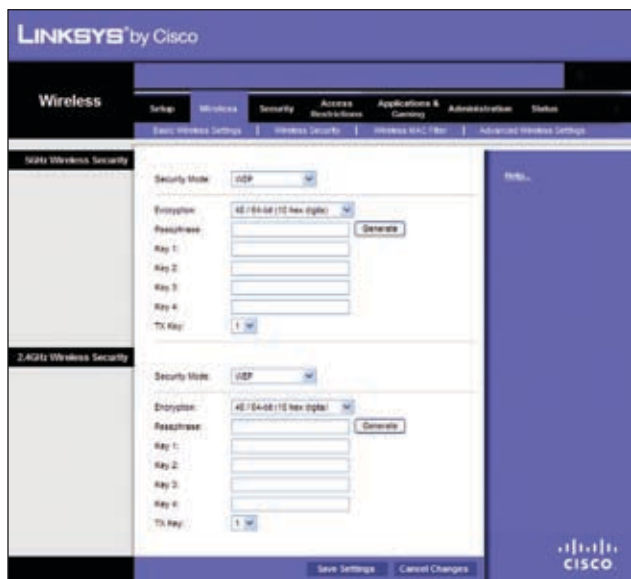 LINKSYS® by Cisco
Wireless
Setup Wireless Security Access Restrictions Applications & Gaming Administration Status
Basic Wireless Settings | Wireless Security | Wireless MAC Filter | Advanced Wireless Settings
5GHz Wireless Security
Help...
Security Mode: WEP
Encryption: 40 / 64-bit (10 hex digits)
Passphrase: Generate
Key 1:
Key 2:
Key 3:
Key 4:
TX Key: 1
2.4GHz Wireless Security
Security Mode: WEP
Encryption: 40 / 64-bit (10 hex digits)
Passphrase: Generate
Key 1:
Key 2:
Key 3:
Key 4:
TX Key: 1
Save Settings Cancel Changes
CISCO